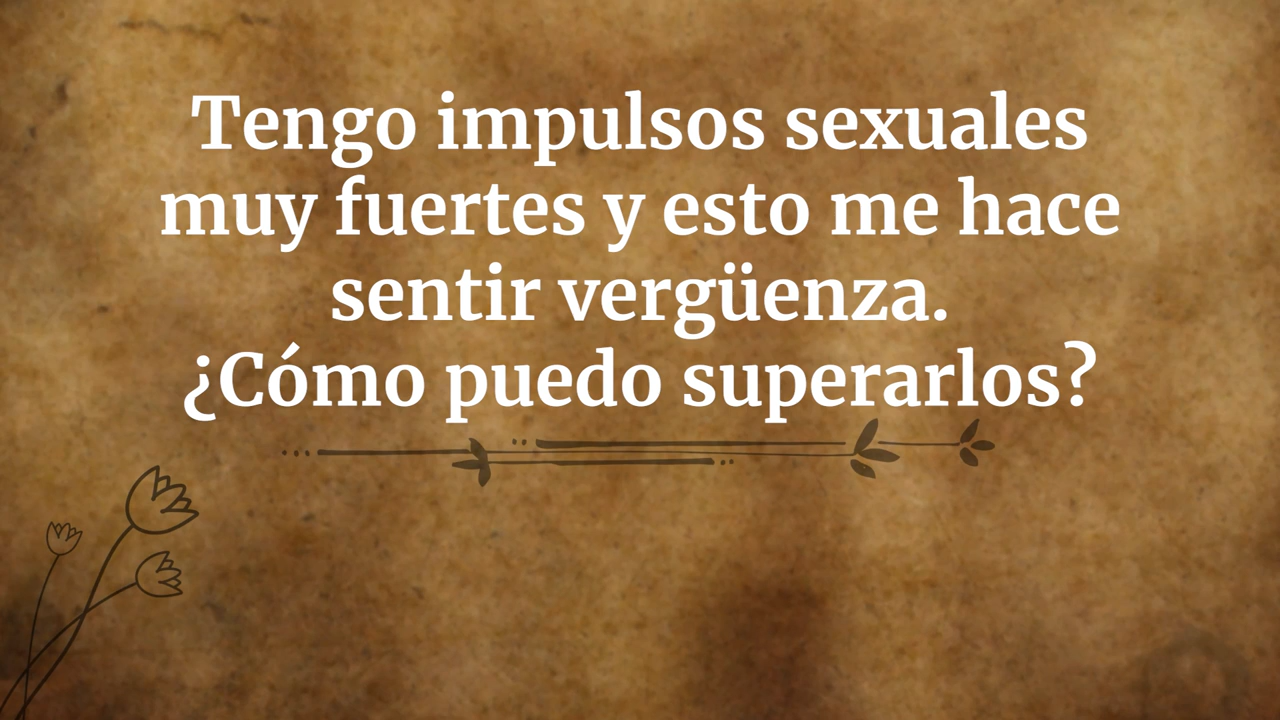 Tengo impulsos sexuales
muy fuertes y esto me hace
sentir vergüenza.
¿Cómo puedo superarlos?